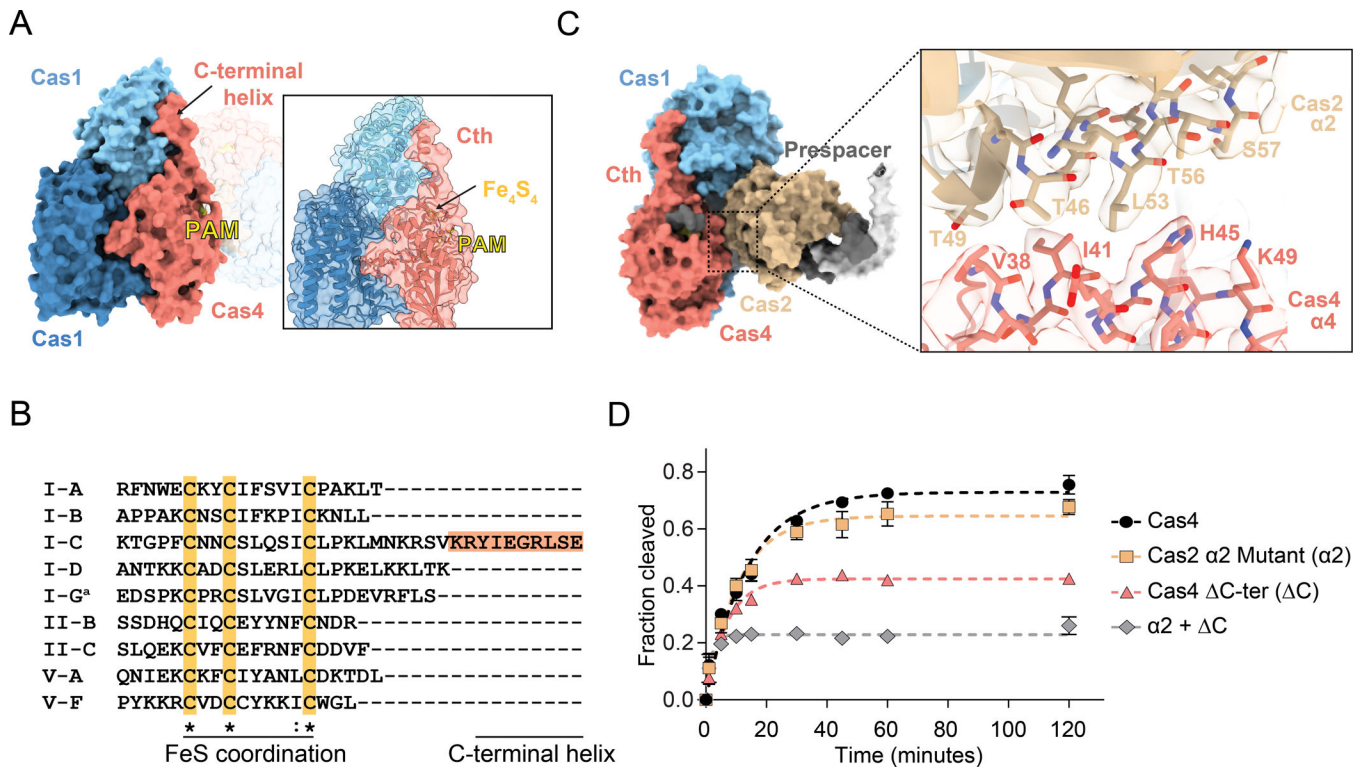 A
Cas1
C-terminal
helix
Cth
Fe4S4
PAM
PAM
Cas4
Cas1
C
Cas1
Cth
Prespacer
Cas2
Cas4
Cas2
α2
S57
T56
L53
T46
T49
V38
I41
H45
K49
Cas4
α4
B
I-A RFNWECKYCIFSVICPAKLT--------------------
I-B APPAKCNSCIFKPICKNLL---------------------
I-C KTGPFCNNCSLQSICLPKLMNKRSVKRYIEGRLSE
I-D ANTKKCADCSLERLCLPKELKKLTK---------------
I-Gª EDSPKCPRCSLVGICLPDEVRFLS----------------
II-B SSDHQCIQCEYYNFCNDR----------------------
II-C SLQEKCVFCEFRNFCDDVF---------------------
V-A QNIEKCKFCIYANLCDKTDL--------------------
V-F PYKKRCVDCCYKKICWGL----------------------
* * :*
FeS coordination C-terminal helix
D
Fraction cleaved
0.8
0.6
0.4
0.2
0.0
0 20 40 60 80 100 120
Time (minutes)
Cas4
Cas2 α2 Mutant (α2)
Cas4 ΔC-ter (ΔC)
α2 + ΔC